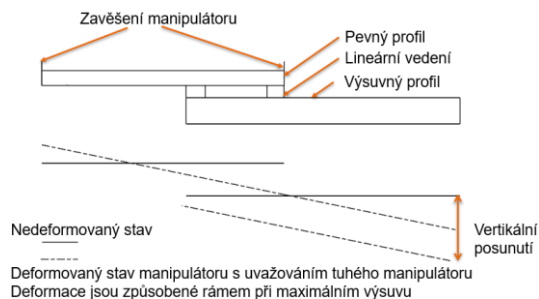 Zavěšení manipulátoru
Pevný profil
Lineární vedení
Výsuvný profil
Nedeformovaný stav
Vertikální
posunutí
Deformovaný stav manipulátoru s uvažováním tuhého manipulátoru
Deformace jsou způsobené rámem při maximálním výsuvu